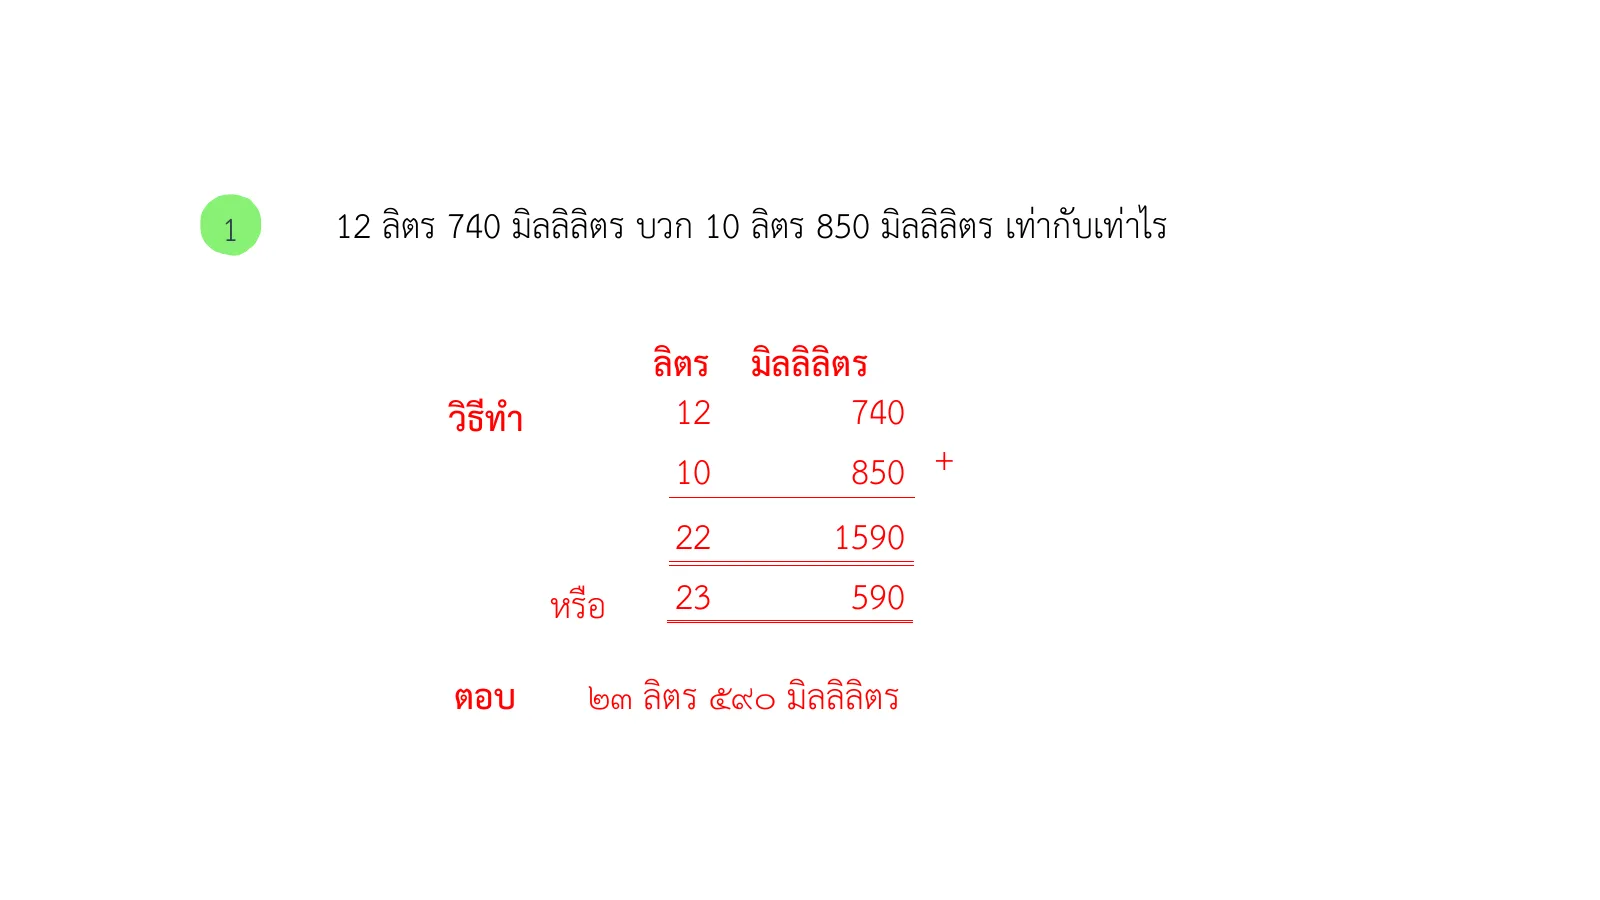 1 12 ลิตร 740 มิลลิลิตร บวก 10 ลิตร 850 มิลลิลิตร เท่ากับเท่าไร
ลิตร มิลลิลิตร
วิธีทำ 12 740
+
10 850
22 1590
หรือ 23 590
ตอบ ๒๓ ลิตร ๕๙๐ มิลลิลิตร